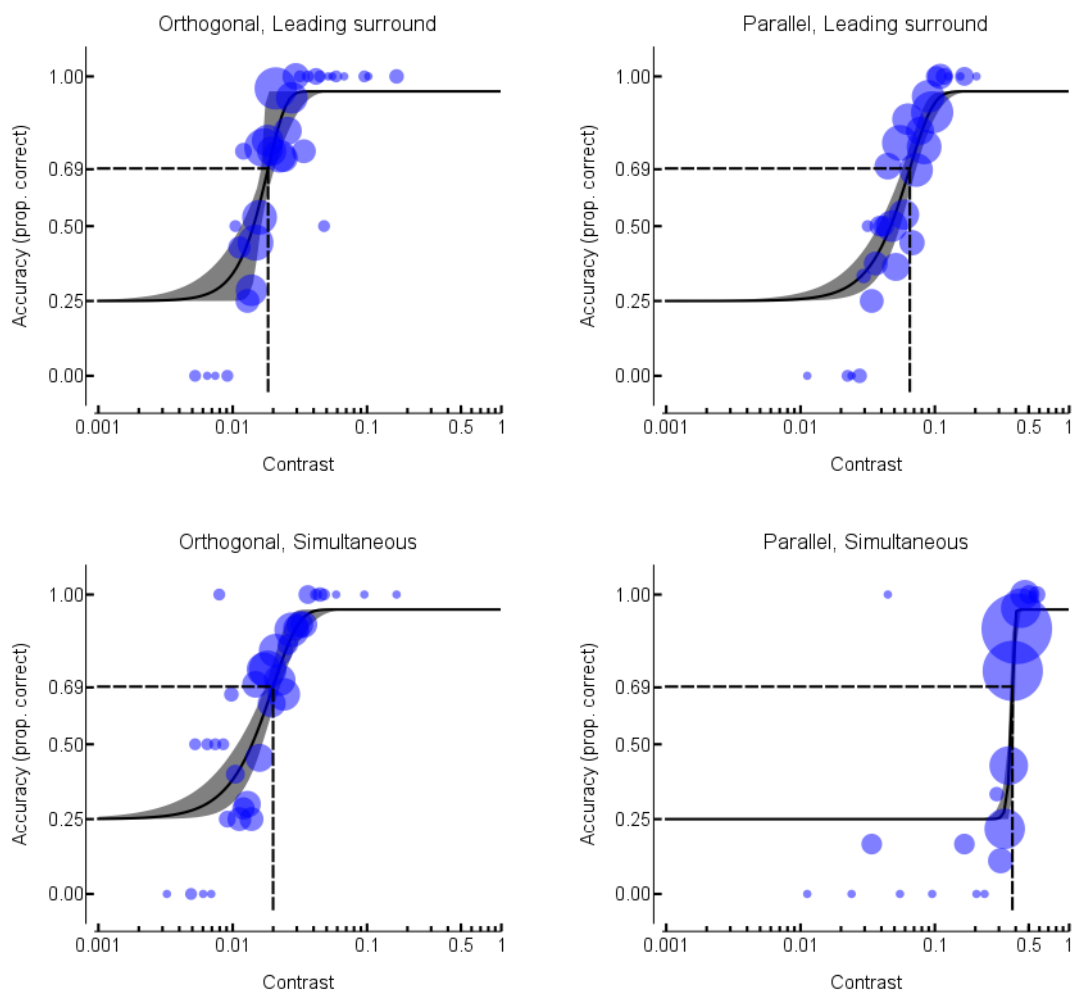 Orthogonal, Leading surround
Accuracy (prop. correct)
1.00
0.69
0.50
0.25
0.00
0.001 0.01 0.1 0.5 1
Contrast
Parallel, Leading surround
Accuracy (prop. correct)
1.00
0.69
0.50
0.25
0.00
0.001 0.01 0.1 0.5 1
Contrast
Orthogonal, Simultaneous
Accuracy (prop. correct)
1.00
0.69
0.50
0.25
0.00
0.001 0.01 0.1 0.5 1
Contrast
Parallel, Simultaneous
Accuracy (prop. correct)
1.00
0.69
0.50
0.25
0.00
0.001 0.01 0.1 0.5 1
Contrast